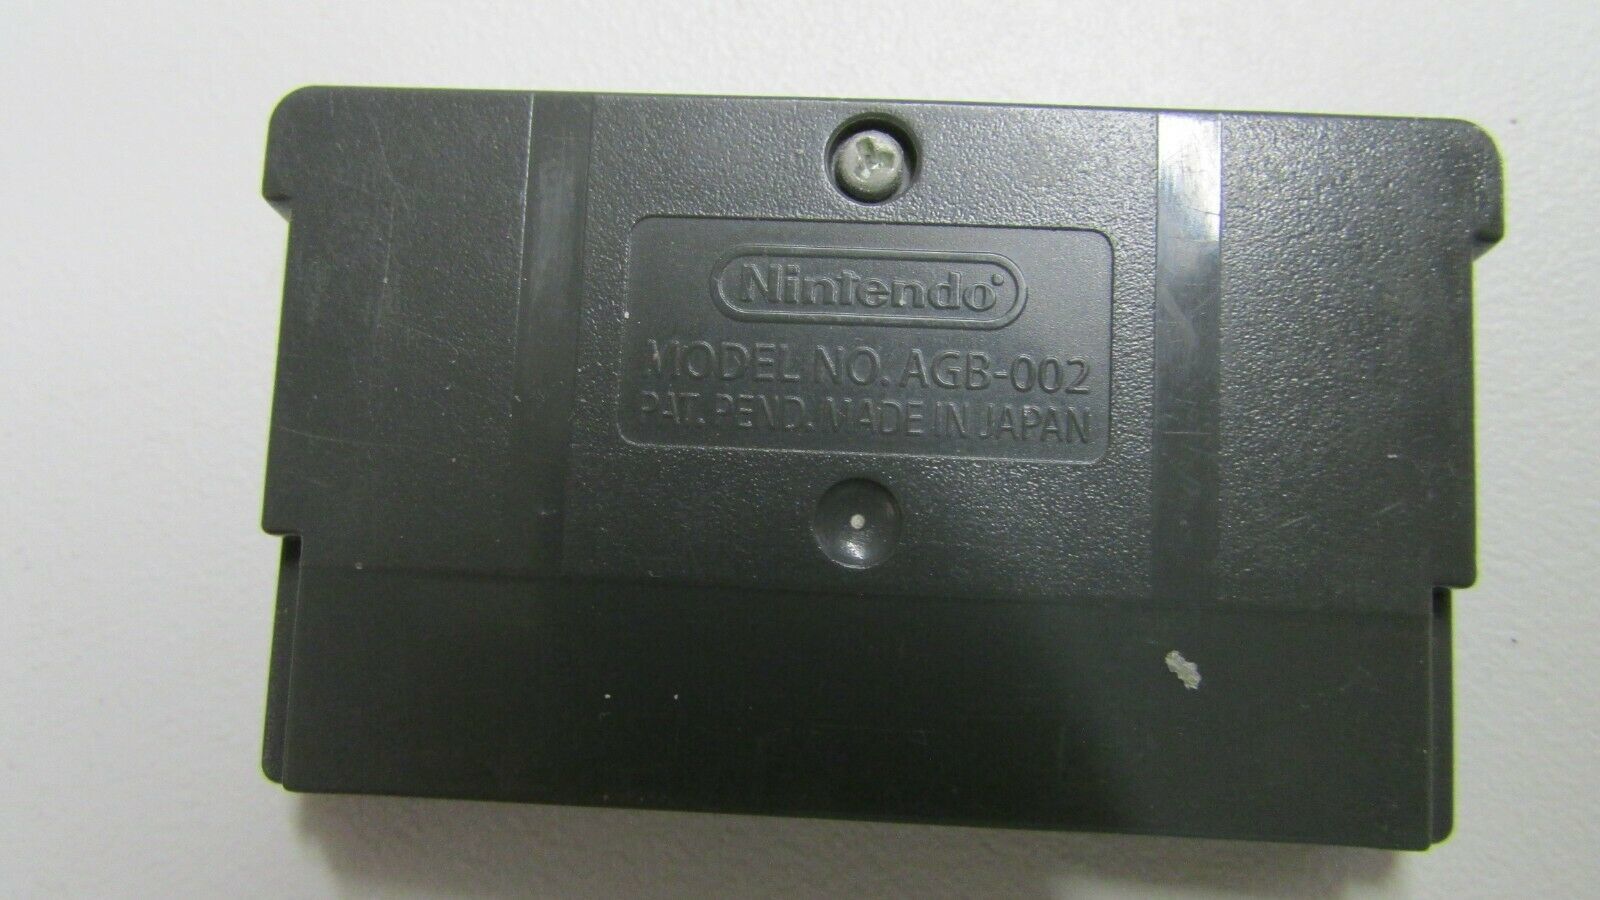 Nintendo
MODEL NO. AGB-002
PAT. PEND. MADE IN JAPAN